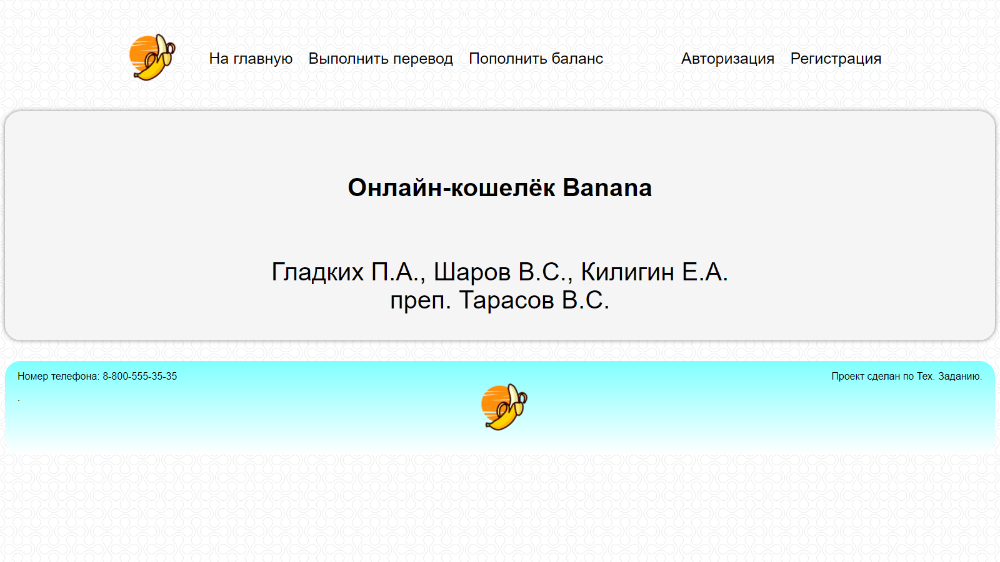 На главную Выполнить перевод Пополнить баланс Авторизация Регистрация
Онлайн-кошелёк Banana
Гладких П.А., Шаров В.С., Килигин Е.А.
преп. Тарасов В.С.
Номер телефона: 8-800-555-35-35
Проект сделан по Тех. Заданию.
.